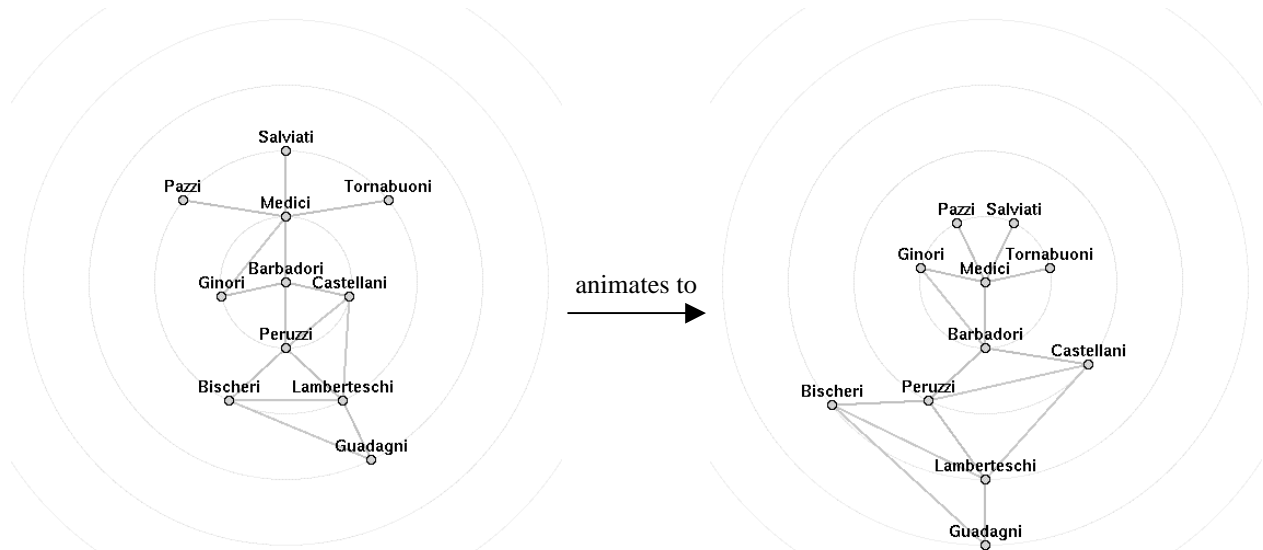 Salviati
Pazzi
Tornabuoni
Medici
Barbadori
Ginori
Castellani
Peruzzi
Bischeri
Lamberteschi
Guadagni
animates to
Pazzi
Salviati
Ginori
Tornabuoni
Medici
Barbadori
Castellani
Bischeri
Peruzzi
Lamberteschi
Guadagni